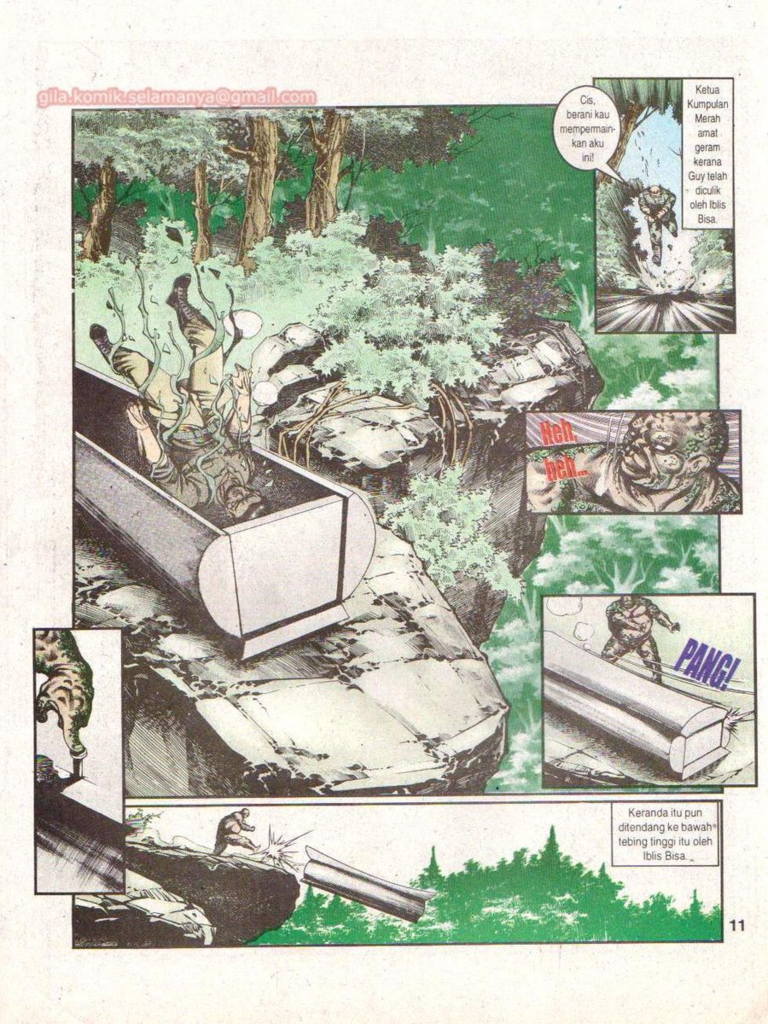 gila.komik.selamanya@gmail.com
Cis,
berani kau
mempermain-
kan aku
ini!
Ketua
Kumpulan
Merah
amat
geram
kerana
Guy telah
diculik
oleh Iblis
Bisa.
Heh,
heh...
PANG!
Keranda itu pun
ditendang ke bawah
tebing tinggi itu oleh
Iblis Bisa.
11